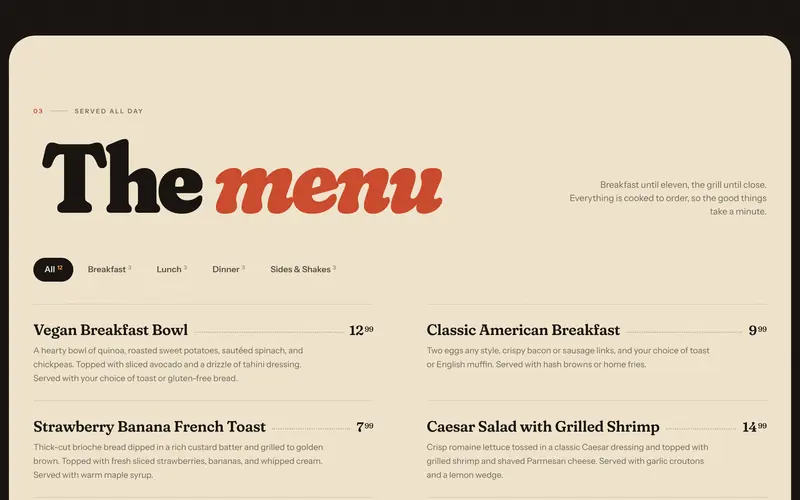 03 SERVED ALL DAY
The menu
Breakfast until eleven, the grill until close.
Everything is cooked to order, so the good things
take a minute.
All 12 Breakfast 3 Lunch 3 Dinner 3 Sides & Shakes 3
Vegan Breakfast Bowl 12 99
A hearty bowl of quinoa, roasted sweet potatoes, sautéed spinach, and
chickpeas. Topped with sliced avocado and a drizzle of tahini dressing.
Served with your choice of toast or gluten-free bread.
Classic American Breakfast 9 99
Two eggs any style, crispy bacon or sausage links, and your choice of toast
or English muffin. Served with hash browns or home fries.
Strawberry Banana French Toast 7 99
Thick-cut brioche bread dipped in a rich custard batter and grilled to golden
brown. Topped with fresh sliced strawberries, bananas, and whipped cream.
Served with warm maple syrup.
Caesar Salad with Grilled Shrimp 14 99
Crisp romaine lettuce tossed in a classic Caesar dressing and topped with
grilled shrimp and shaved Parmesan cheese. Served with garlic croutons
and a lemon wedge.